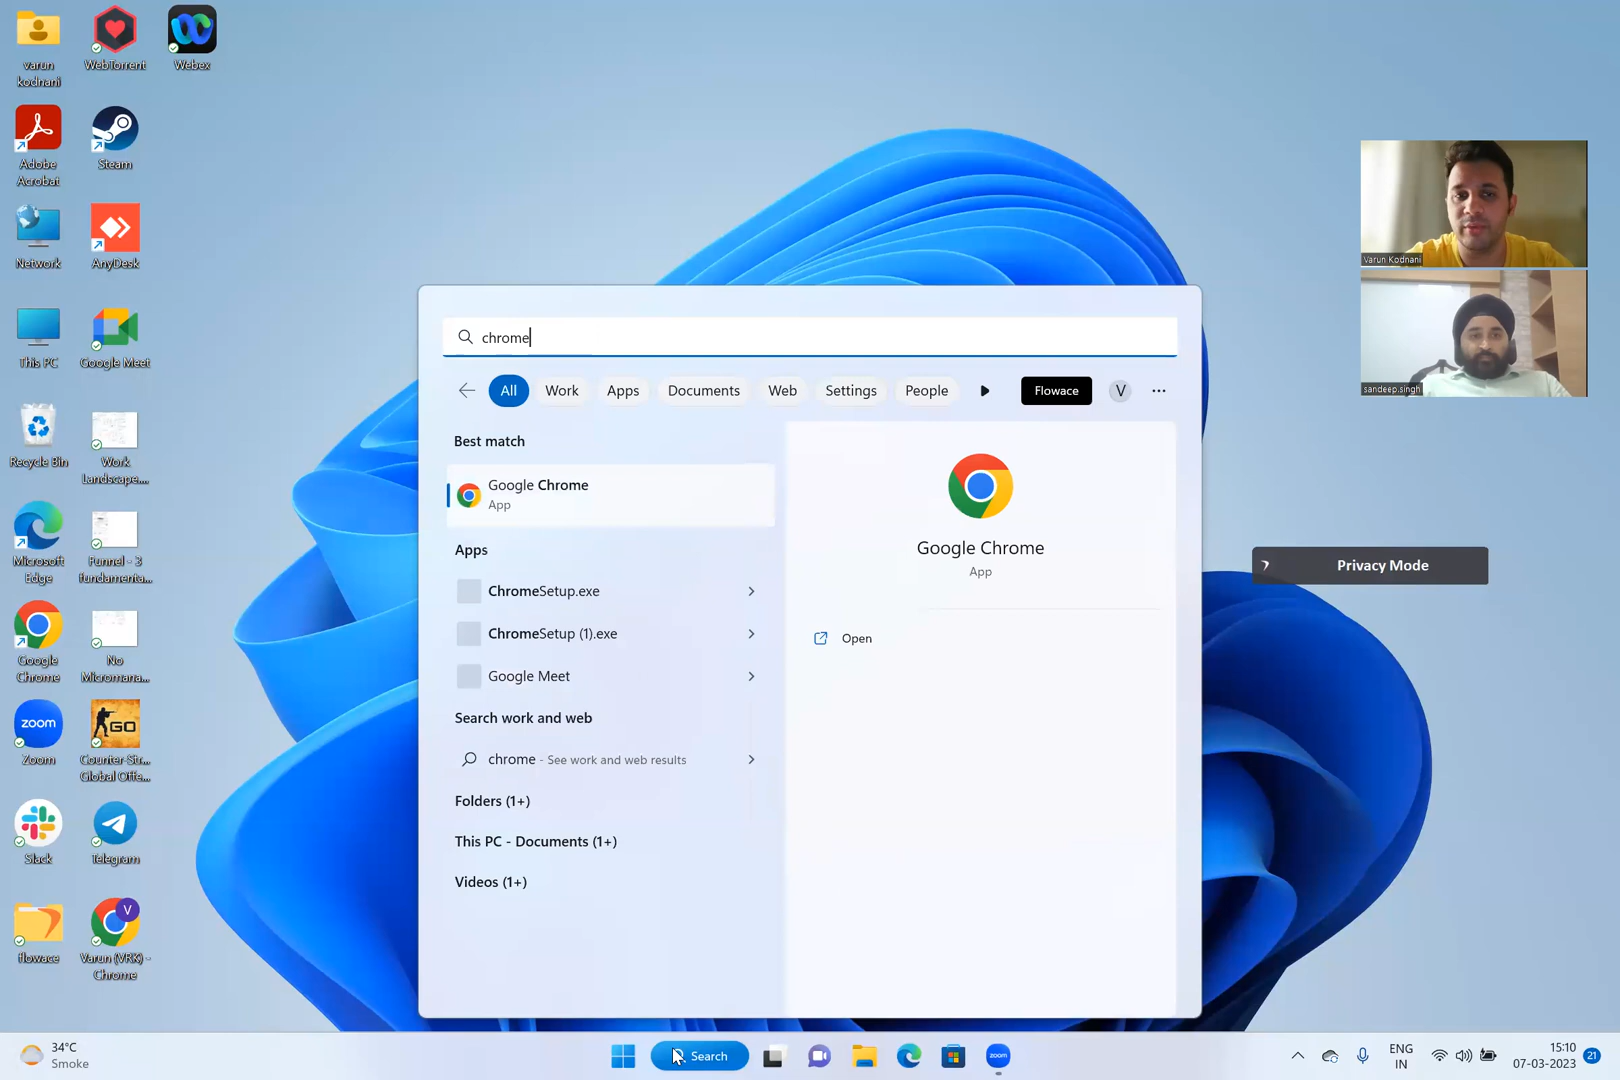 varun
kodnani
WebTorrent
Webex
Adobe
Acrobat
Steam
Network
AnyDesk
This PC
Google Meet
Recycle Bin
Work
Landscape....
Microsoft
Edge
Funnel - 3
fundamenta...
Google
Chrome
No
Micromana...
zoom
Zoom
GO
Counter-Str...
Global Offe...
Slack
Telegram
flowace
V
Varun (VRK) -
Chrome
chrome
All
Work
Apps
Documents
Web
Settings
People
Flowace
V
Best match
Google Chrome
App
Apps
ChromeSetup.exe
ChromeSetup (1).exe
Google Meet
Search work and web
chrome - See work and web results
Folders (1+)
This PC - Documents (1+)
Videos (1+)
Google Chrome
App
Open
Varun Kodnani
sandeep.singh
Privacy Mode
34°C
Smoke
Search
zoom
ENG
IN
15:10
07-03-2023
21